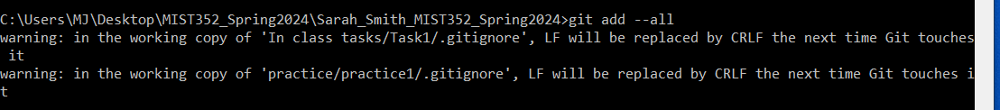 C:\Users\MJ\Desktop\MIST352_Spring2024\Sarah_Smith_MIST352_Spring2024>git add --all
warning: in the working copy of 'In class tasks/Task1/.gitignore', LF will be replaced by CRLF the next time Git touches
 it
warning: in the working copy of 'practice/practice1/.gitignore', LF will be replaced by CRLF the next time Git touches i
t